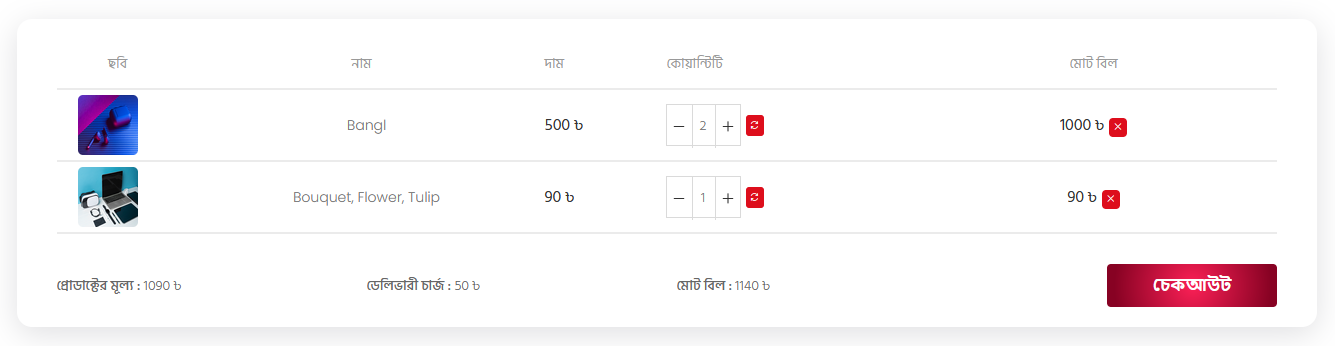 ছবি নাম দাম কোয়ান্টিটি মোট বিল
Bangl 500 ৳ 2 1000 ৳
Bouquet, Flower, Tulip 90 ৳ 1 90 ৳
প্রোডাক্টের মূল্য : 1090 ৳ ডেলিভারী চার্জ : 50 ৳ মোট বিল : 1140 ৳ চেকআউট